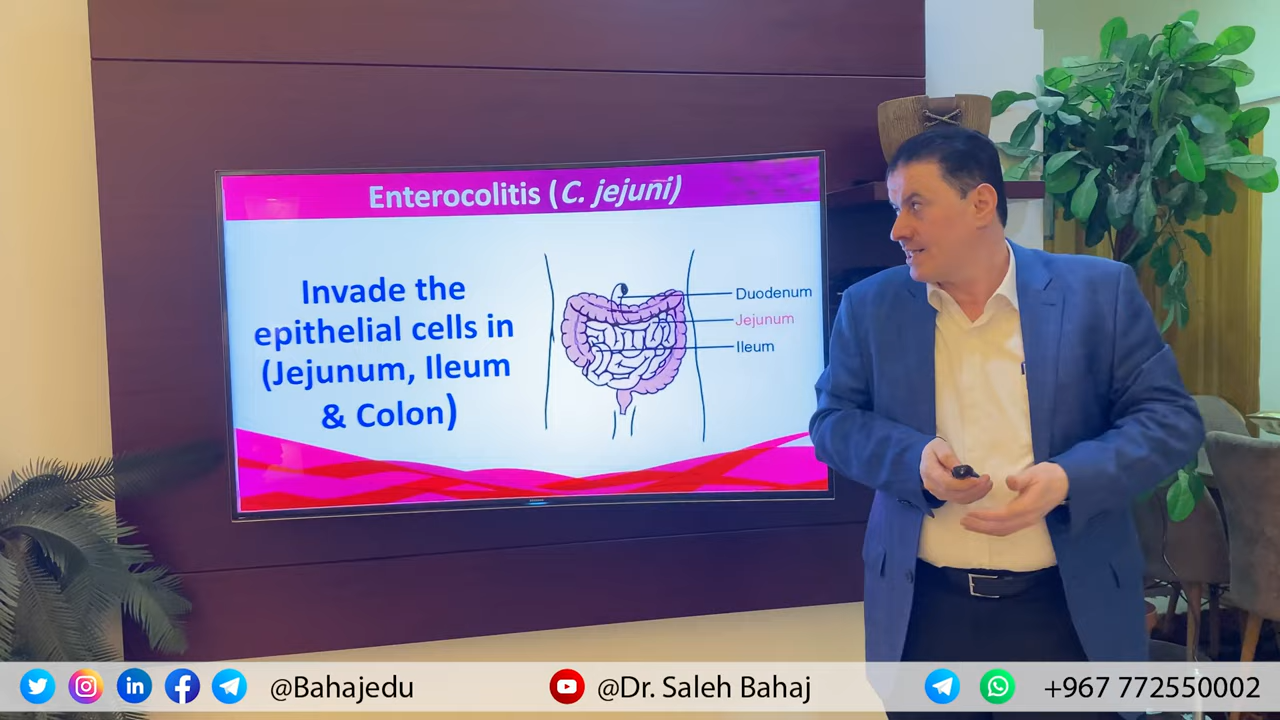 Enterocolitis (C. jejuni)
Invade the
epithelial cells in
(Jejunum, Ileum
& Colon)
Duodenum
Jejunum
Ileum
@Bahajedu
@Dr. Saleh Bahaj
+967 772550002